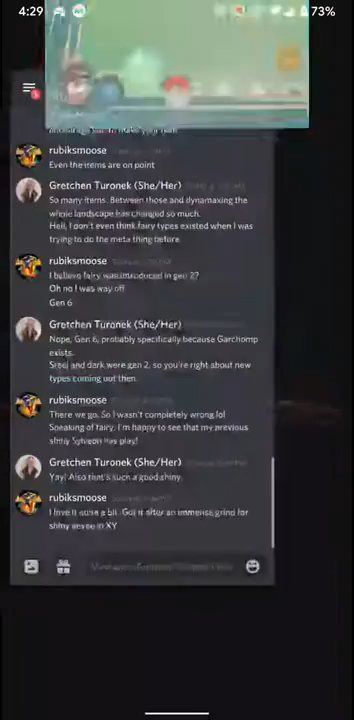 4:29
73%
rubiksmoose
Even the items are on point
Gretchen Turonek (She/Her)
So many items. Between those and dynamaxing the
whole landscape has changed so much.
Hell, I don't even think fairy types existed when I was
trying to do the meta thing before
rubiksmoose
I believe fairy was introduced in gen 2?
Oh no I was way off
Gen 6
Gretchen Turonek (She/Her)
Nope, Gen 6, probably specifically because Garchomp
exists.
Steel and dark were gen 2, so you're right about new
types coming out then.
rubiksmoose
There we go. So I wasn't completely wrong lol
Speaking of fairy, I'm happy to see that my previous
shiny Sylveon has play!
Gretchen Turonek (She/Her)
Yay! Also that's such a good shiny.
rubiksmoose
I love it quite a bit. Got it after an immense grind for
shiny eevee in XY